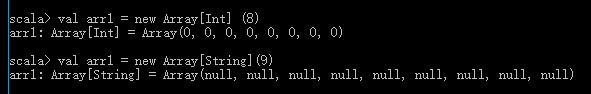 scala> val arr1 = new Array[Int] (8)
arr1: Array[Int] = Array(0, 0, 0, 0, 0, 0, 0, 0)
scala> val arr1 = new Array[String](9)
arr1: Array[String] = Array(null, null, null, null, null, null, null, null, null)